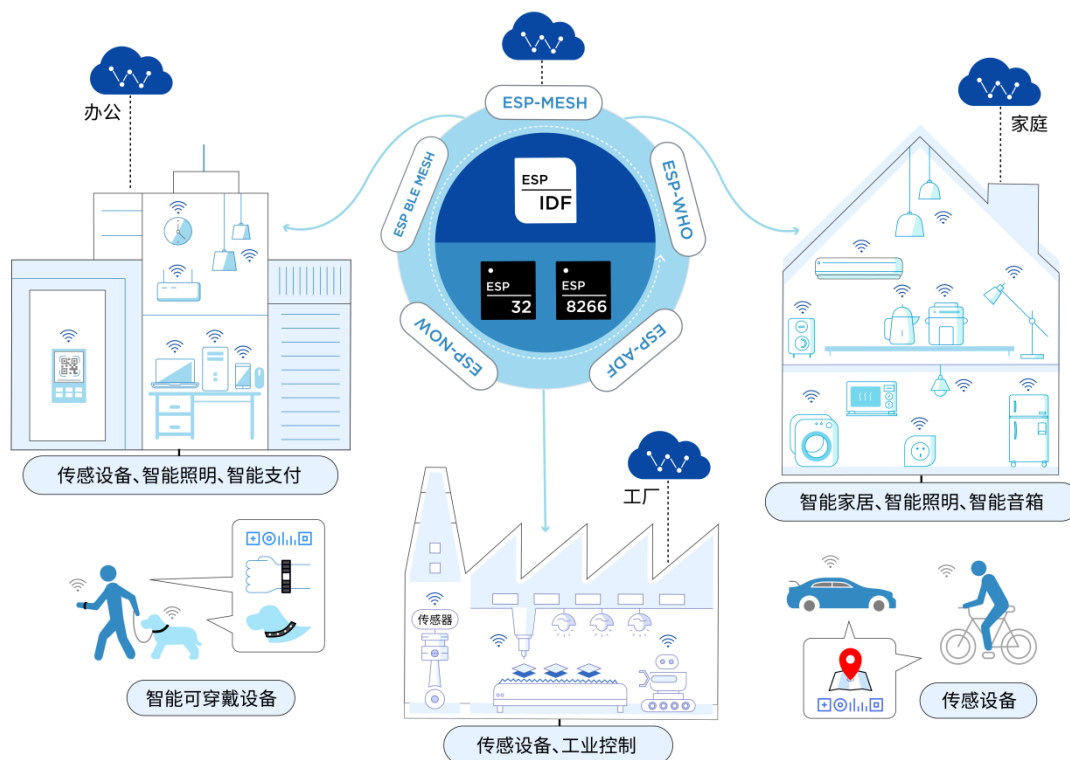 办公
ESP-MESH
家庭
ESP BLE MESH
ESP-WHO
ESP
IDF
ESP
32
ESP
8266
ESP-NOW
ESP-ADF
传感设备、智能照明、智能支付
工厂
智能家居、智能照明、智能音箱
传感器
智能可穿戴设备
传感设备
传感设备、工业控制